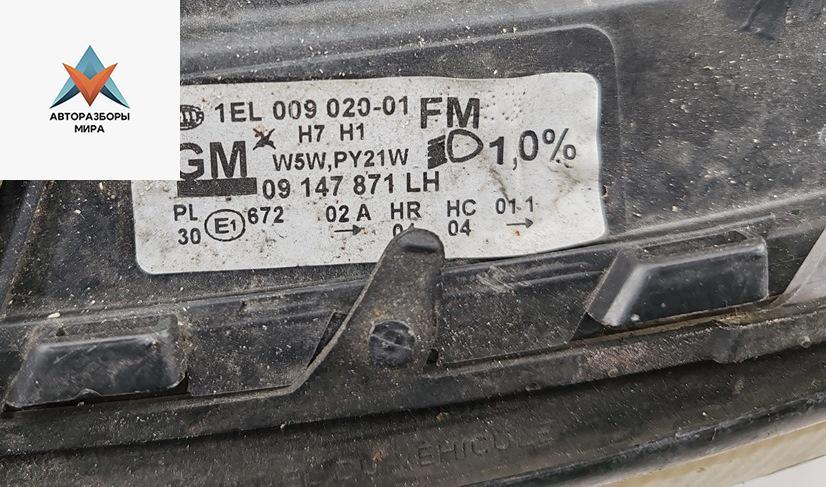 АВТОРАЗБОРЫ
МИРА
1EL 009 020-01 FM
H7 H1
GM W5W,PY21W 1,0%
09 147 871 LH
PL E1 672 02 A HR HC 01 1
30 04
VEHICULE